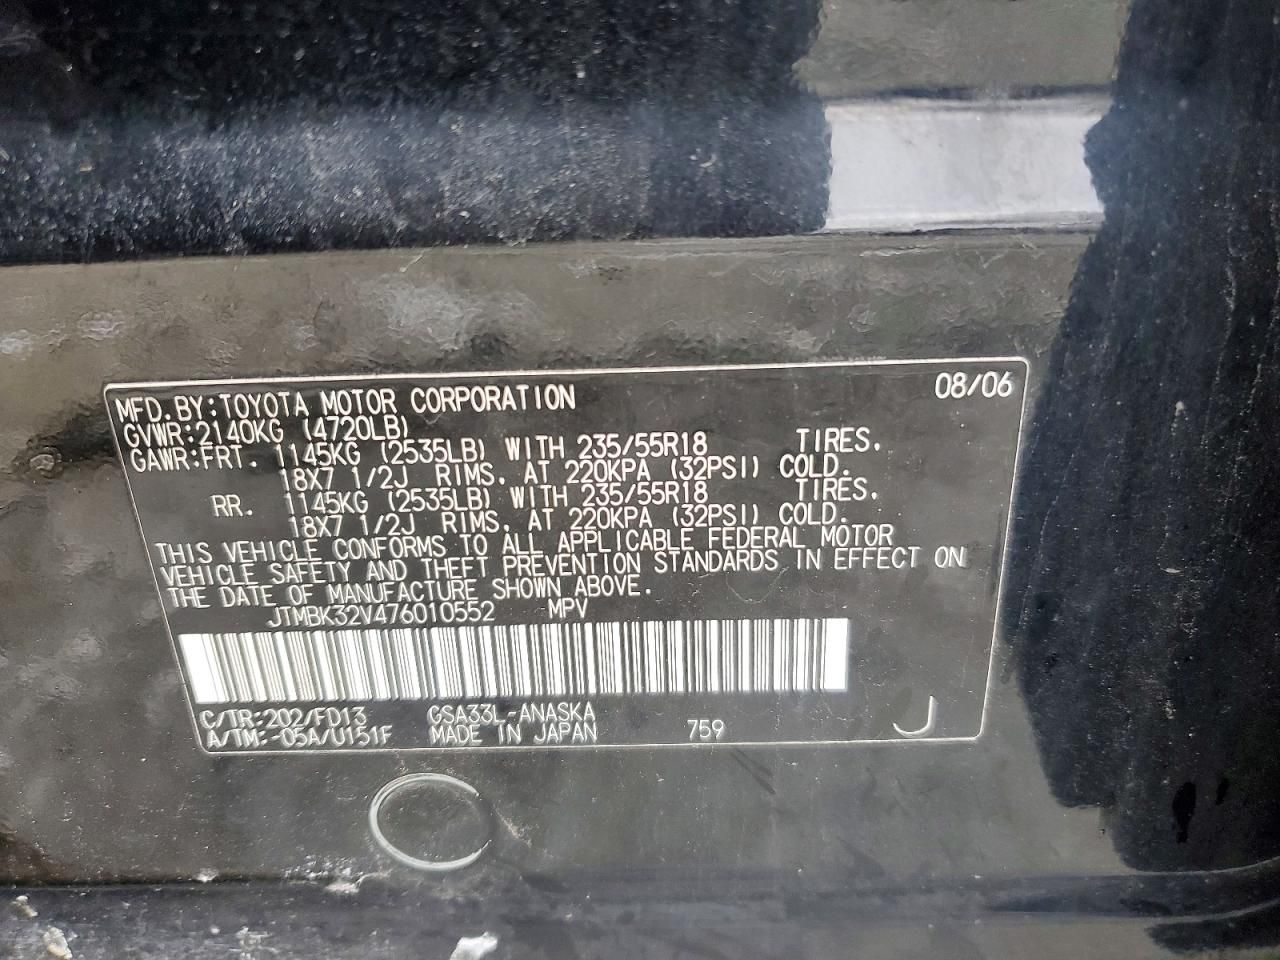 08/06
MFD.BY:TOYOTA MOTOR CORPORATION
GVWR:2140KG (4720LB)
GAWR:FRT. 1145KG (2535LB) WITH 235/55R18 TIRES.
18X7 1/2J RIMS, AT 220KPA (32PSI) COLD.
RR. 1145KG (2535LB) WITH 235/55R18 TIRES.
18X7 1/2J RIMS, AT 220KPA (32PSI) COLD.
THIS VEHICLE CONFORMS TO ALL APPLICABLE FEDERAL MOTOR
VEHICLE SAFETY AND THEFT PREVENTION STANDARDS IN EFFECT ON
THE DATE OF MANUFACTURE SHOWN ABOVE.
JTMBK32V476010552 MPV
C/TR:202/FD13 GSA33L-ANASKA
A/TM:-05A/U151F MADE IN JAPAN 759 J